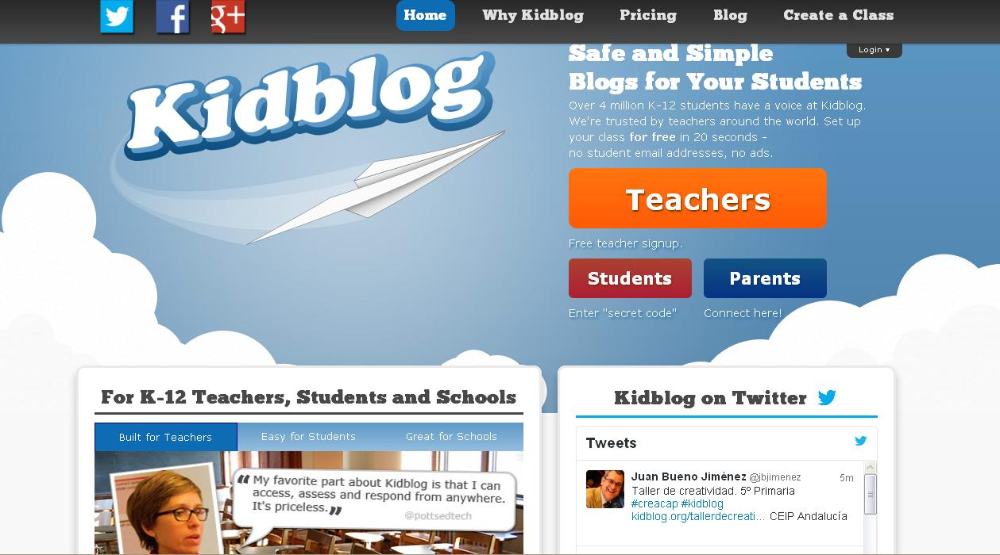 Home Why Kidblog Pricing Blog Create a Class
Login ▾
Kidblog
Safe and Simple
Blogs for Your Students
Over 4 million K-12 students have a voice at Kidblog.
We're trusted by teachers around the world. Set up
your class for free in 20 seconds -
no student email addresses, no ads.
Teachers
Free teacher signup.
Students Parents
Enter "secret code" Connect here!
For K-12 Teachers, Students and Schools
Built for Teachers Easy for Students Great for Schools
"My favorite part about Kidblog is that I can
access, assess and respond from anywhere.
It's priceless."
@pottsedtech
Kidblog on Twitter
Tweets
Juan Bueno Jiménez @jbjimenez 5m
Taller de creatividad. 5º Primaria
#creacap #kidblog
kidblog.org/tallerdecreati... CEIP Andalucía